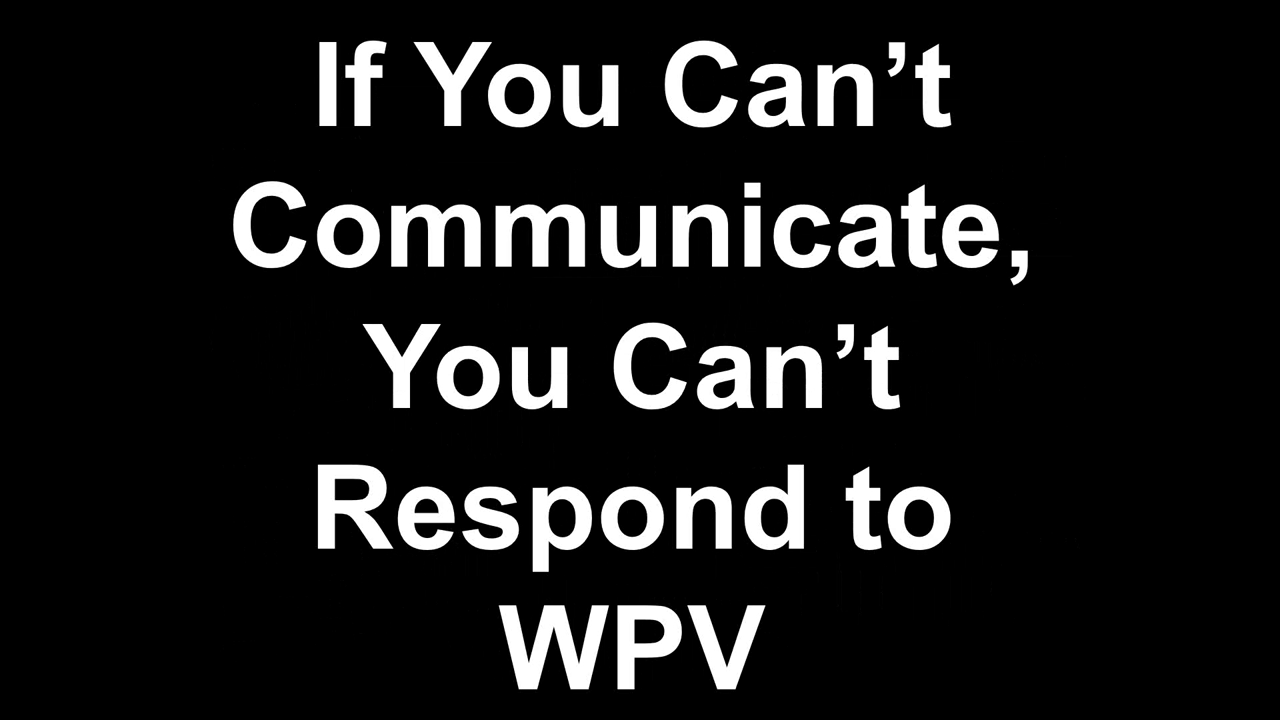 If You Can’t
Communicate,
You Can’t
Respond to
WPV